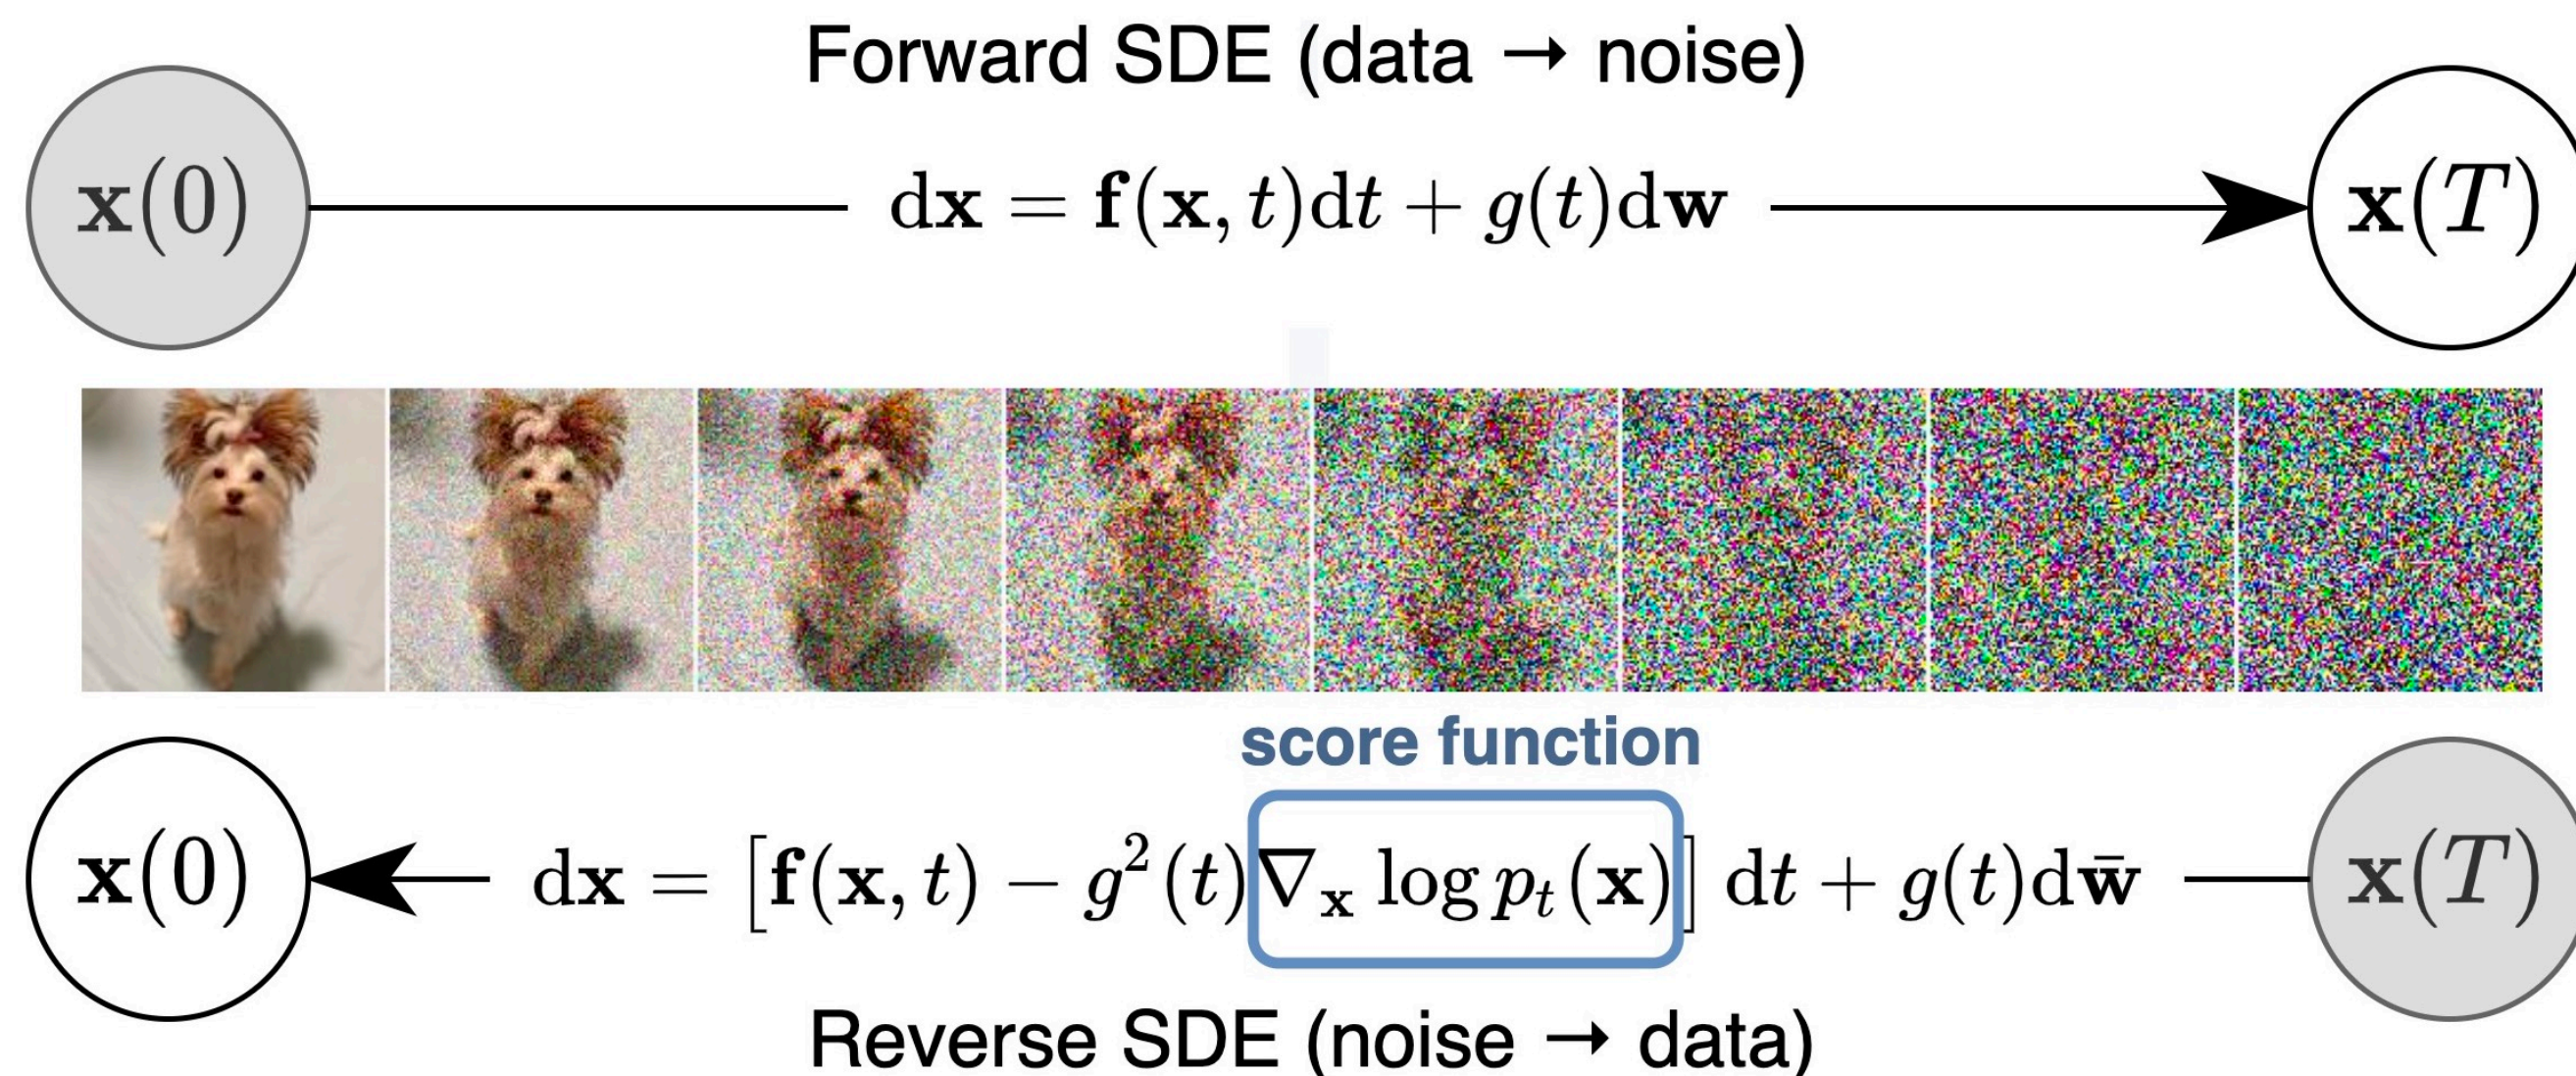 Forward SDE (data → noise)
x(0) dx = f(x, t)dt + g(t)dw x(T)
score function
x(0) dx = [f(x, t) − g²(t)∇ₓ log pₜ(x)] dt + g(t)dw̄ x(T)
Reverse SDE (noise → data)